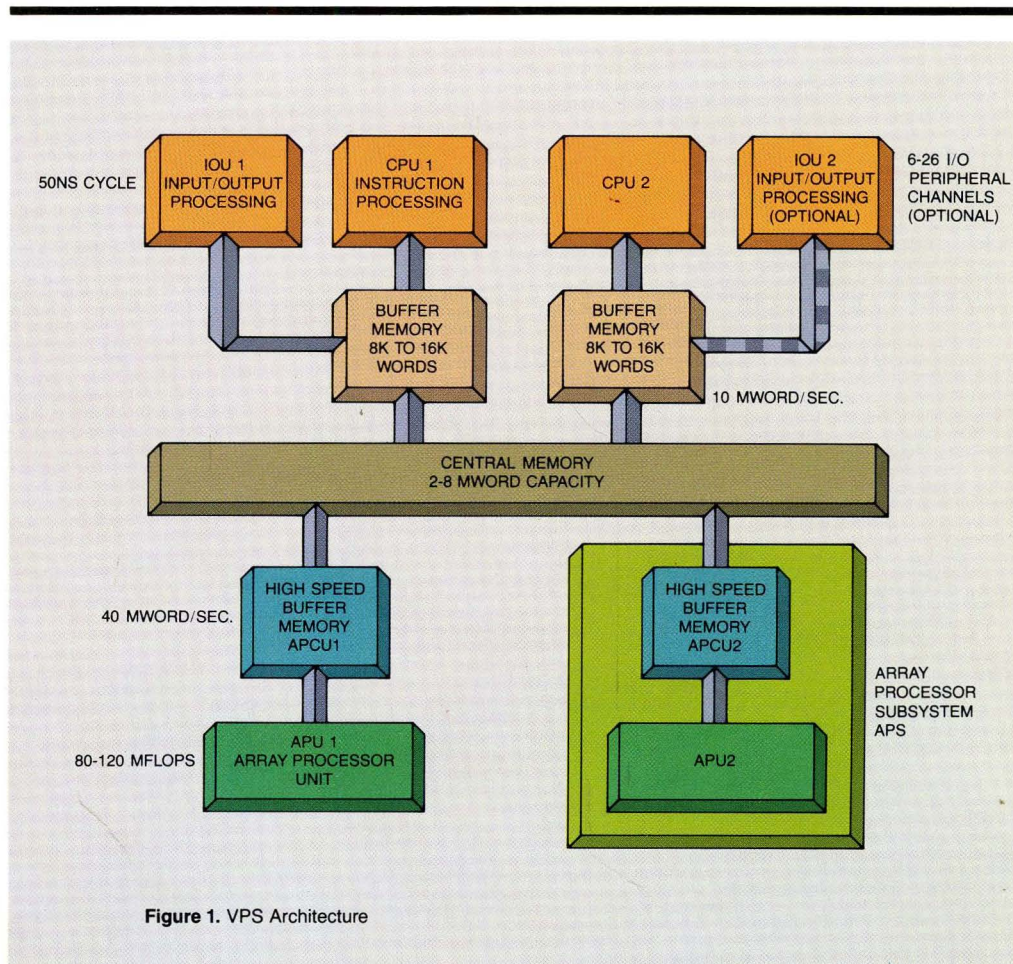 50NS CYCLE
IOU 1
INPUT/OUTPUT
PROCESSING
CPU 1
INSTRUCTION
PROCESSING
CPU 2
IOU 2
INPUT/OUTPUT
PROCESSING
(OPTIONAL)
6-26 I/O
PERIPHERAL
CHANNELS
(OPTIONAL)
BUFFER
MEMORY
8K TO 16K
WORDS
BUFFER
MEMORY
8K TO 16K
WORDS
10 MWORD/SEC.
CENTRAL MEMORY
2-8 MWORD CAPACITY
40 MWORD/SEC.
HIGH SPEED
BUFFER
MEMORY
APCU1
HIGH SPEED
BUFFER
MEMORY
APCU2
ARRAY
PROCESSOR
SUBSYSTEM
APS
80-120 MFLOPS
APU 1
ARRAY PROCESSOR
UNIT
APU2
Figure 1. VPS Architecture